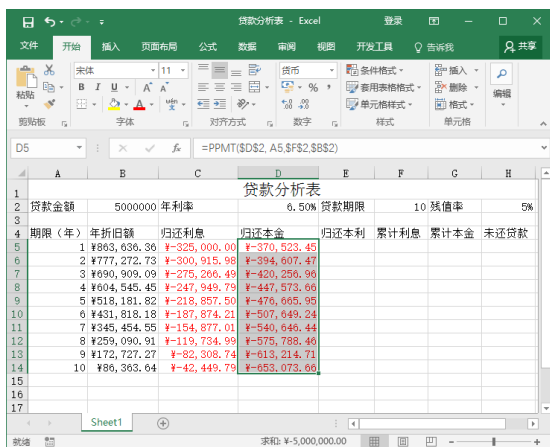 贷款分析表 - Excel 登录
文件 开始 插入 页面布局 公式 数据 审阅 视图 开发工具 告诉我 共享
粘贴 宋体 11 货币 条件格式 插入
B I U A A % 套用表格格式 删除 编辑
wén A 单元格样式 格式
剪贴板 字体 对齐方式 数字 样式 单元格
D5 fx =PPMT($D$2, A5,$F$2,$B$2)
A B C D E F G H
1 贷款分析表
2 贷款金额 5000000 年利率 6.50% 贷款期限 10 残值率 5%
3
4 期限（年） 年折旧额 归还利息 归还本金 归还本利 累计利息 累计本金 未还贷款
5 1 ¥863,636.36 ¥-325,000.00 ¥-370,523.45
6 2 ¥777,272.73 ¥-300,915.98 ¥-394,607.47
7 3 ¥690,909.09 ¥-275,266.49 ¥-420,256.96
8 4 ¥604,545.45 ¥-247,949.79 ¥-447,573.66
9 5 ¥518,181.82 ¥-218,857.50 ¥-476,665.95
10 6 ¥431,818.18 ¥-187,874.21 ¥-507,649.24
11 7 ¥345,454.55 ¥-154,877.01 ¥-540,646.44
12 8 ¥259,090.91 ¥-119,734.99 ¥-575,788.46
13 9 ¥172,727.27 ¥-82,308.74 ¥-613,214.71
14 10 ¥86,363.64 ¥-42,449.79 ¥-653,073.66
15
16
17
Sheet1
就绪 求和: ¥-5,000,000.00